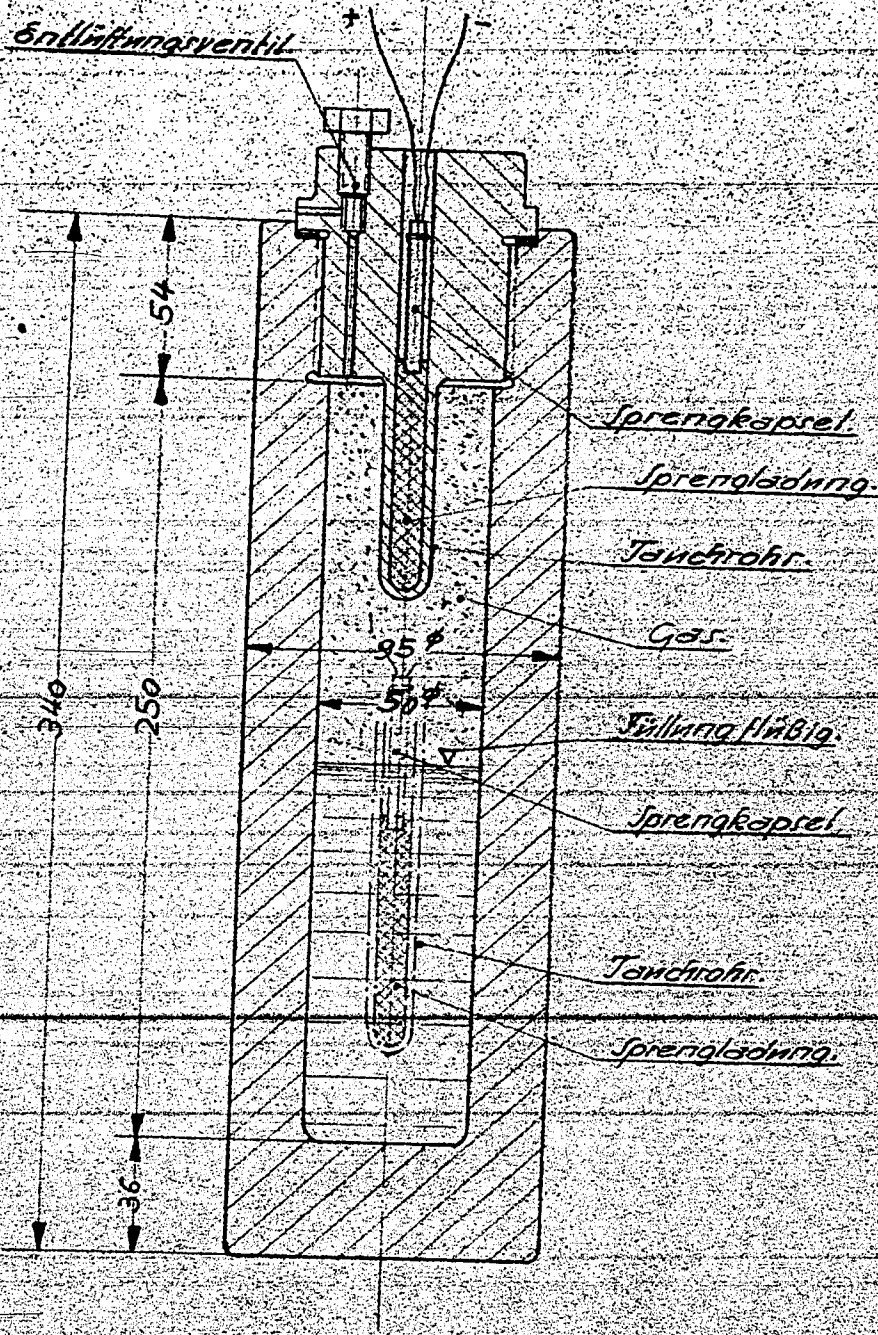 + -
Entlüftungsventil
54
Sprengkapsel.
Sprengladung.
Tauchrohr.
Gas.
95 ⌀
340
250
50 ⌀
Füllung flüßig.
Sprengkapsel
Tauchrohr.
Sprengladung.
36